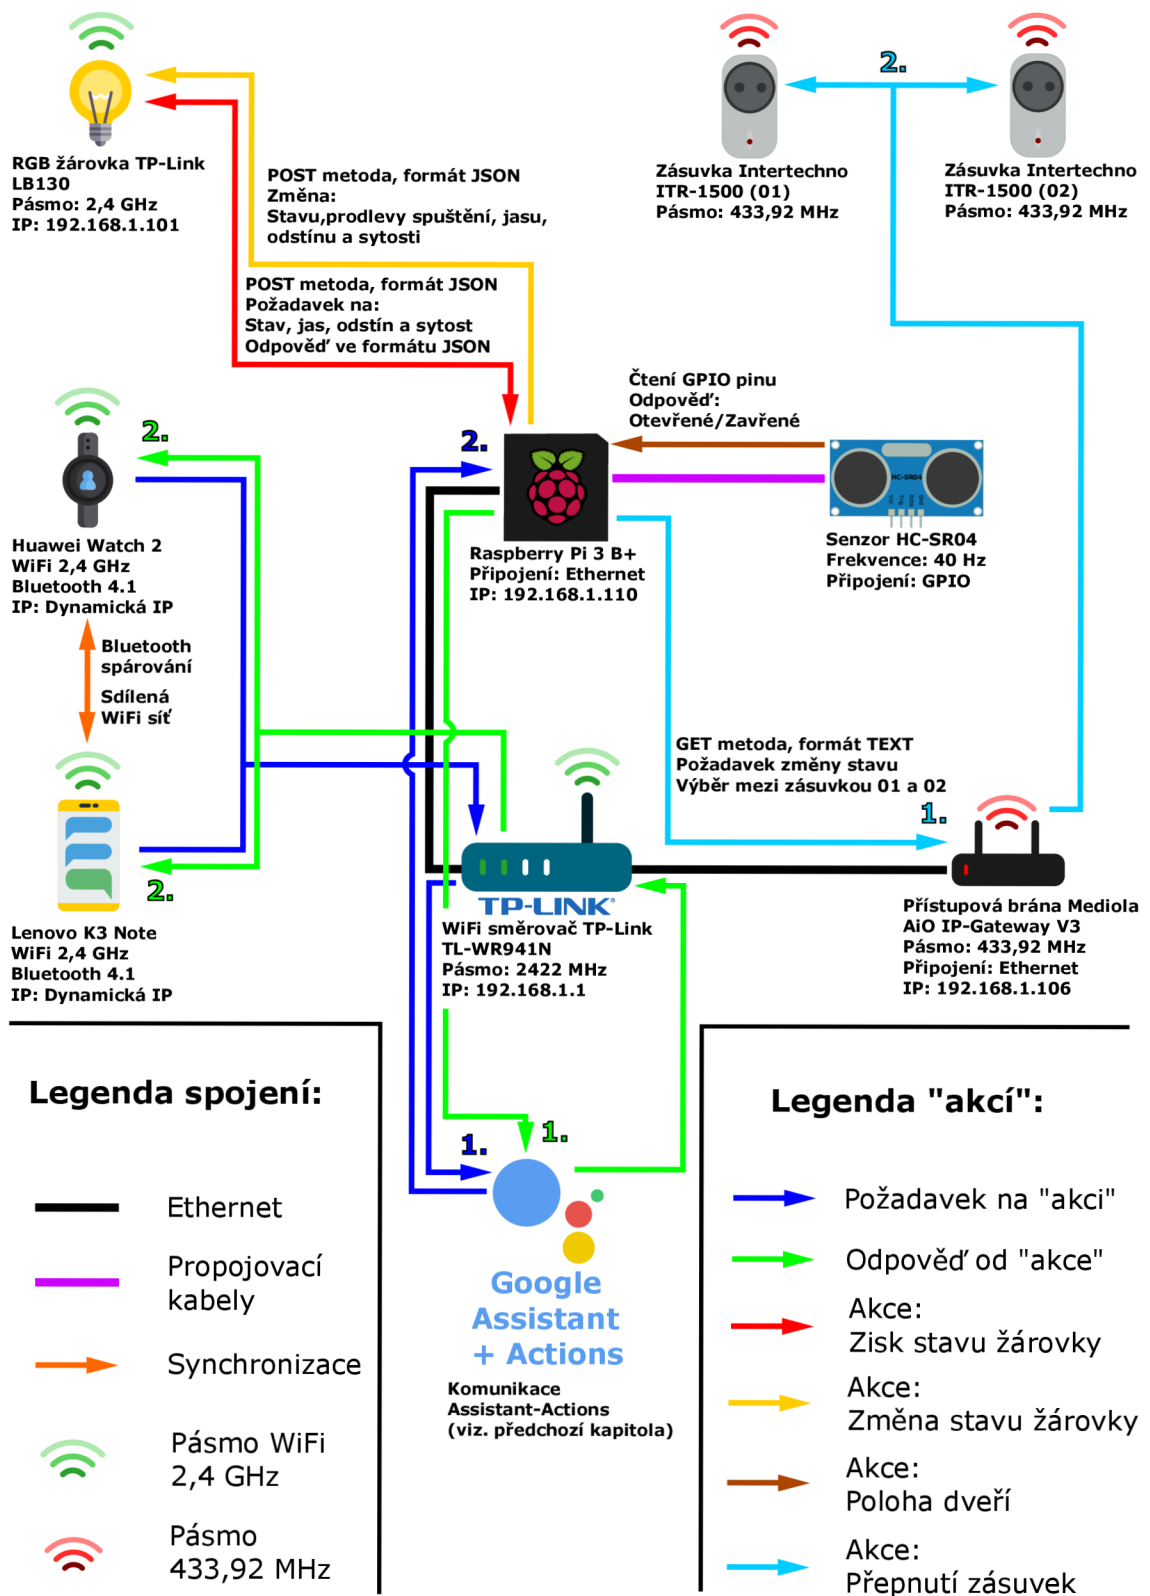 RGB žárovka TP-Link
LB130
Pásmo: 2,4 GHz
IP: 192.168.1.101
POST metoda, formát JSON
Změna:
Stavu,prodlevy spuštění, jasu,
odstínu a sytosti
POST metoda, formát JSON
Požadavek na:
Stav, jas, odstín a sytost
Odpověď ve formátu JSON
2.
Zásuvka Intertechno
ITR-1500 (01)
Pásmo: 433,92 MHz
Zásuvka Intertechno
ITR-1500 (02)
Pásmo: 433,92 MHz
Čtení GPIO pinu
Odpověď:
Otevřené/Zavřené
2.
2.
HC-SR04
Vcc
Trig
Echo
Gnd
Huawei Watch 2
WiFi 2,4 GHz
Bluetooth 4.1
IP: Dynamická IP
Raspberry Pi 3 B+
Připojení: Ethernet
IP: 192.168.1.110
Senzor HC-SR04
Frekvence: 40 Hz
Připojení: GPIO
Bluetooth
spárování
Sdílená
WiFi síť
GET metoda, formát TEXT
Požadavek změny stavu
Výběr mezi zásuvkou 01 a 02
1.
2.
Lenovo K3 Note
WiFi 2,4 GHz
Bluetooth 4.1
IP: Dynamická IP
TP-LINK®
WiFi směrovač TP-Link
TL-WR941N
Pásmo: 2422 MHz
IP: 192.168.1.1
Přístupová brána Mediola
AiO IP-Gateway V3
Pásmo: 433,92 MHz
Připojení: Ethernet
IP: 192.168.1.106
1.
1.
Google
Assistant
+ Actions
Komunikace
Assistant-Actions
(viz. předchozí kapitola)
Legenda spojení:
Ethernet
Propojovací
kabely
Synchronizace
Pásmo WiFi
2,4 GHz
Pásmo
433,92 MHz
Legenda "akcí":
Požadavek na "akci"
Odpověď od "akce"
Akce:
Zisk stavu žárovky
Akce:
Změna stavu žárovky
Akce:
Poloha dveří
Akce:
Přepnutí zásuvek